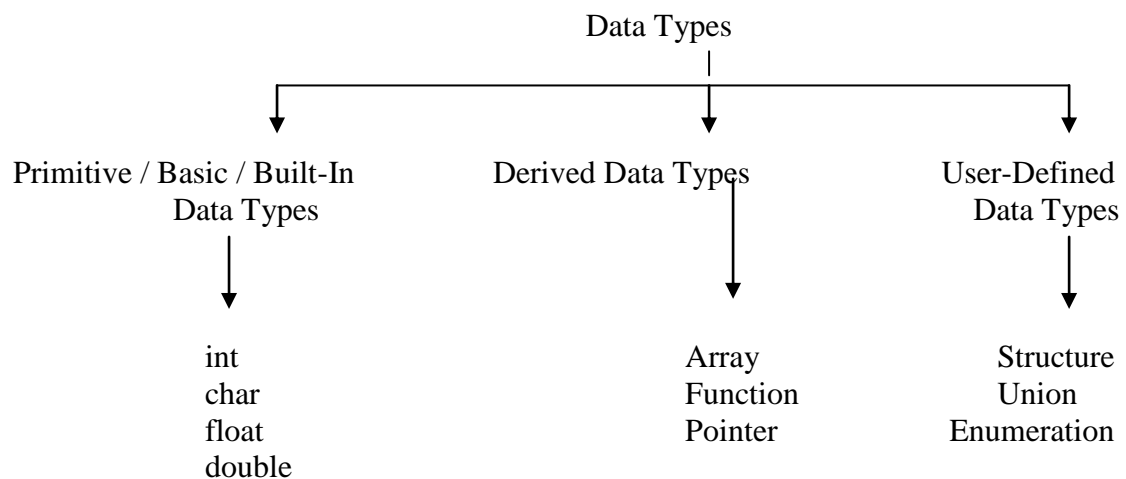 Data Types
Primitive / Basic / Built-In
Data Types
Derived Data Types
User-Defined
Data Types
int
char
float
double
Array
Function
Pointer
Structure
Union
Enumeration